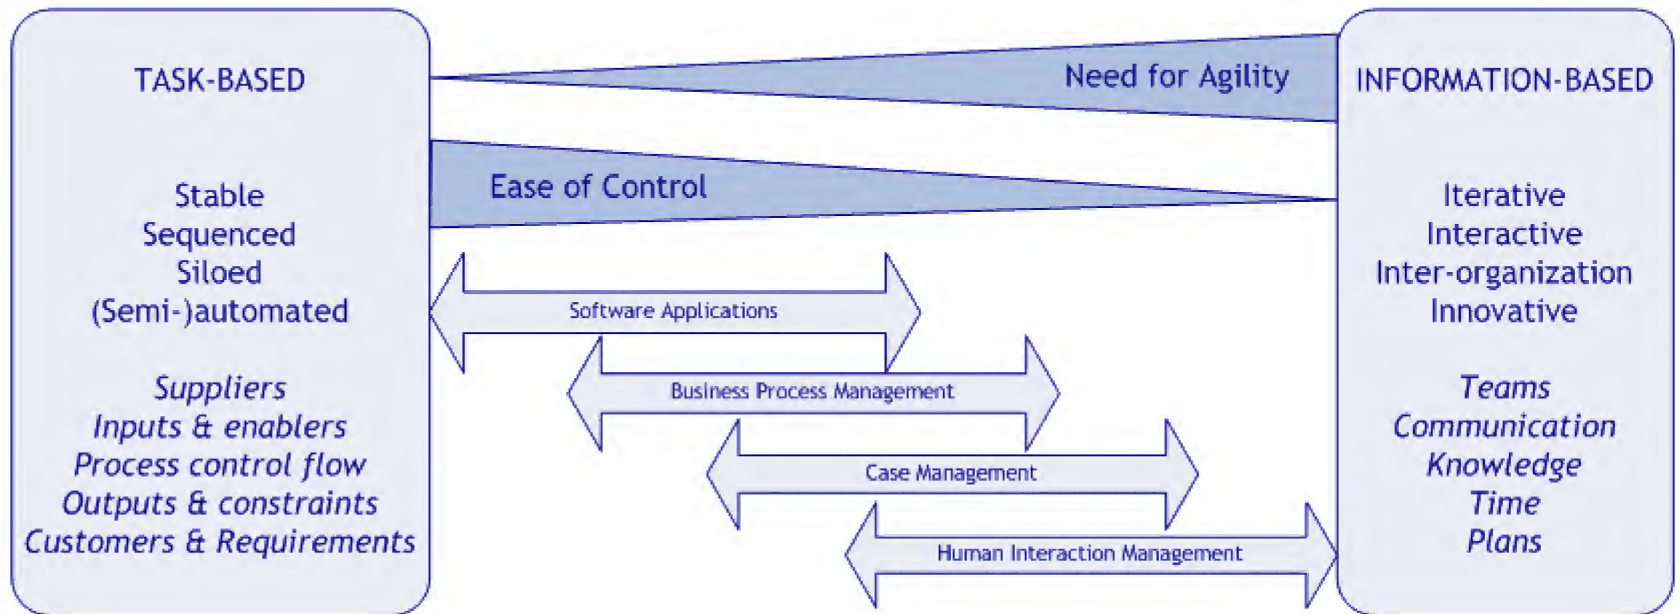 TASK-BASED
Stable
Sequenced
Siloed
(Semi-)automated
Suppliers
Inputs & enablers
Process control flow
Outputs & constraints
Customers & Requirements
Need for Agility
Ease of Control
Software Applications
Business Process Management
Case Management
Human Interaction Management
INFORMATION-BASED
Iterative
Interactive
Inter-organization
Innovative
Teams
Communication
Knowledge
Time
Plans